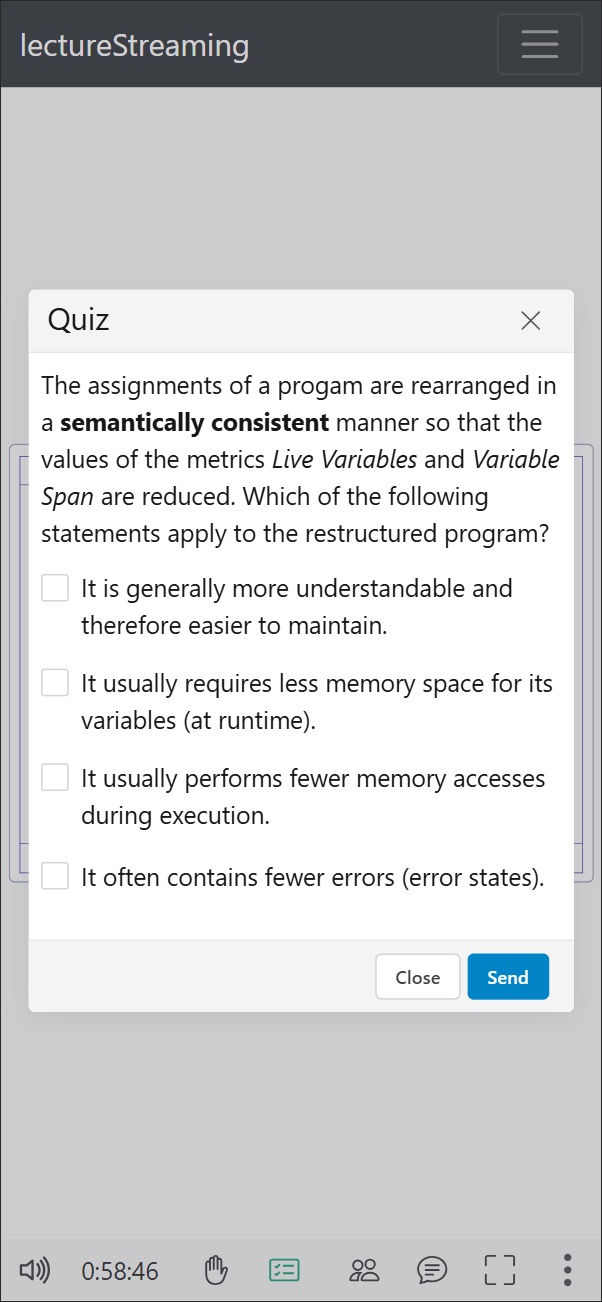 lectureStreaming
Quiz
The assignments of a progam are rearranged in
a semantically consistent manner so that the
values of the metrics Live Variables and Variable
Span are reduced. Which of the following
statements apply to the restructured program?
It is generally more understandable and
therefore easier to maintain.
It usually requires less memory space for its
variables (at runtime).
It usually performs fewer memory accesses
during execution.
It often contains fewer errors (error states).
Close
Send
0:58:46